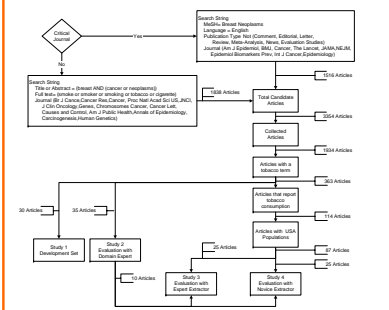 Critical
Journal
Yes
No
Search String
MeSH= Breast Neoplasms
Language = English
Publication Type Not (Comment, Editorial, Letter,
Review, Meta-Analysis, News, Evaluation Studies)
Journal (Am J Epidemiol, BMJ, Cancer, The Lancet, JAMA,NEJM,
Epidemiol Biomarkers Prev, Int J Cancer,Epidemiology)
Search String
Title or Abstract = (breast AND (cancer or neoplasms))
Full text= (smoke or smoker or smoking or tobacco or cigarette)
Journal (Br J Cance,Cancer Res,Cancer, Proc Natl Acad Sci US,JNCI,
J Clin Oncology,Genes, Chromosomes Cancer, Cancer Lett,
Causes and Control, Am J Public Health,Annals of Epidemiology,
Carcinogenesis,Human Genetics)
1516 Articles
1838 Articles
Total Candidate
Articles
3354 Articles
Collected
Articles
1934 Articles
Articles with a
tobacco term
363 Articles
Articles that report
tobacco
consumption
114 Articles
Articles with USA
Populations
30 Articles
35 Articles
25 Articles
87 Articles
25 Articles
Study 1
Development Set
Study 2
Evaluation with
Domain Expert
10 Articles
Study 3
Evaluation with
Expert Extractor
Study 4
Evaluation with
Novice Extractor